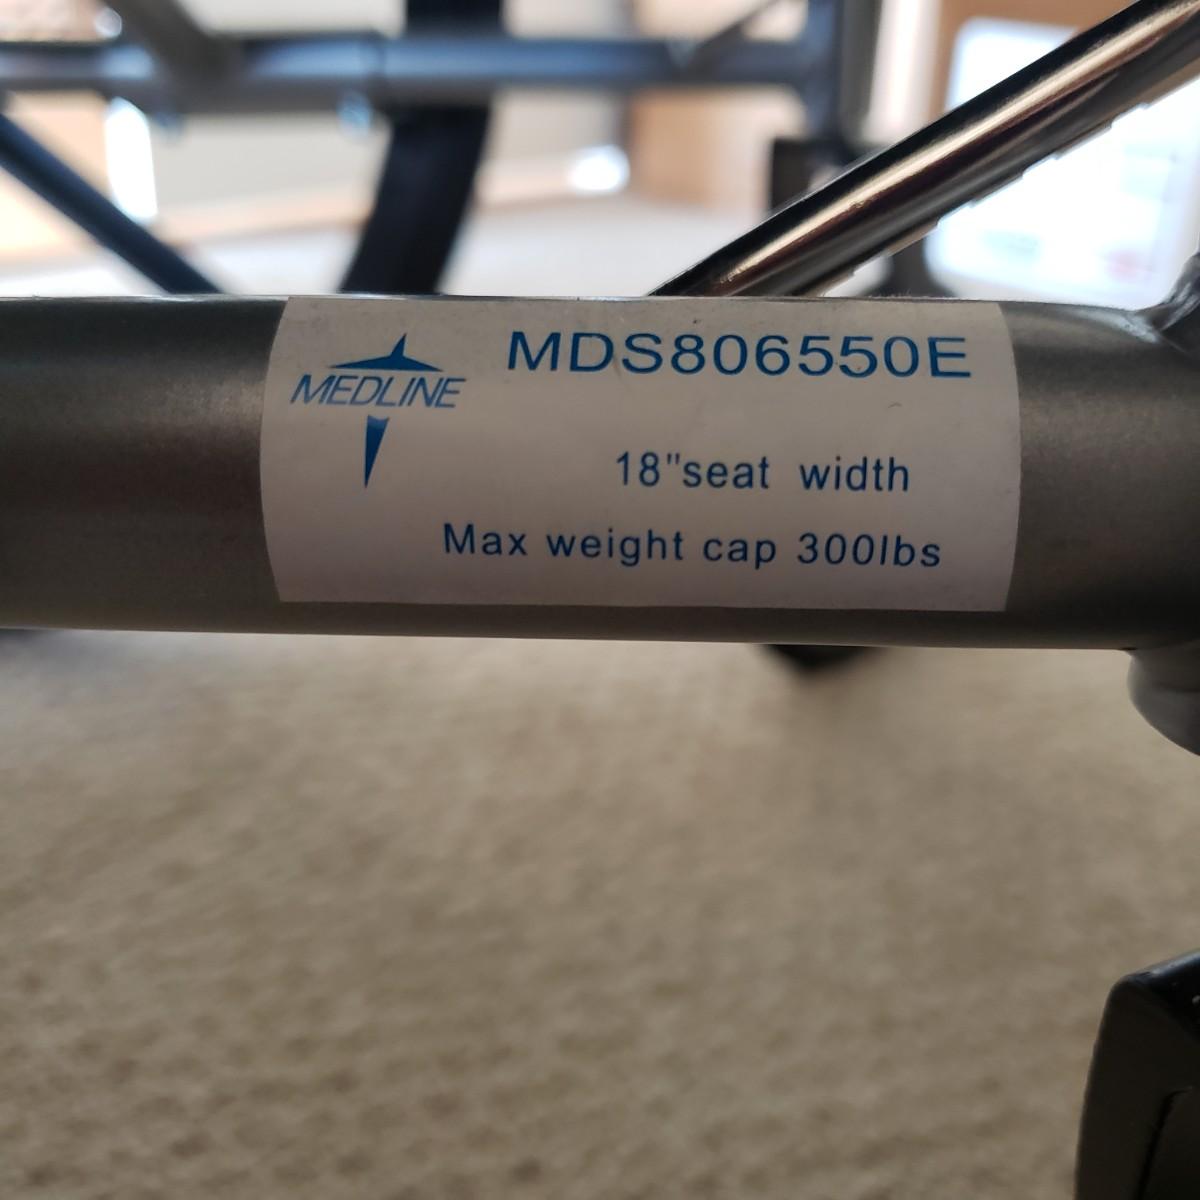 MEDLINE
MDS806550E
18"seat width
Max weight cap 300lbs